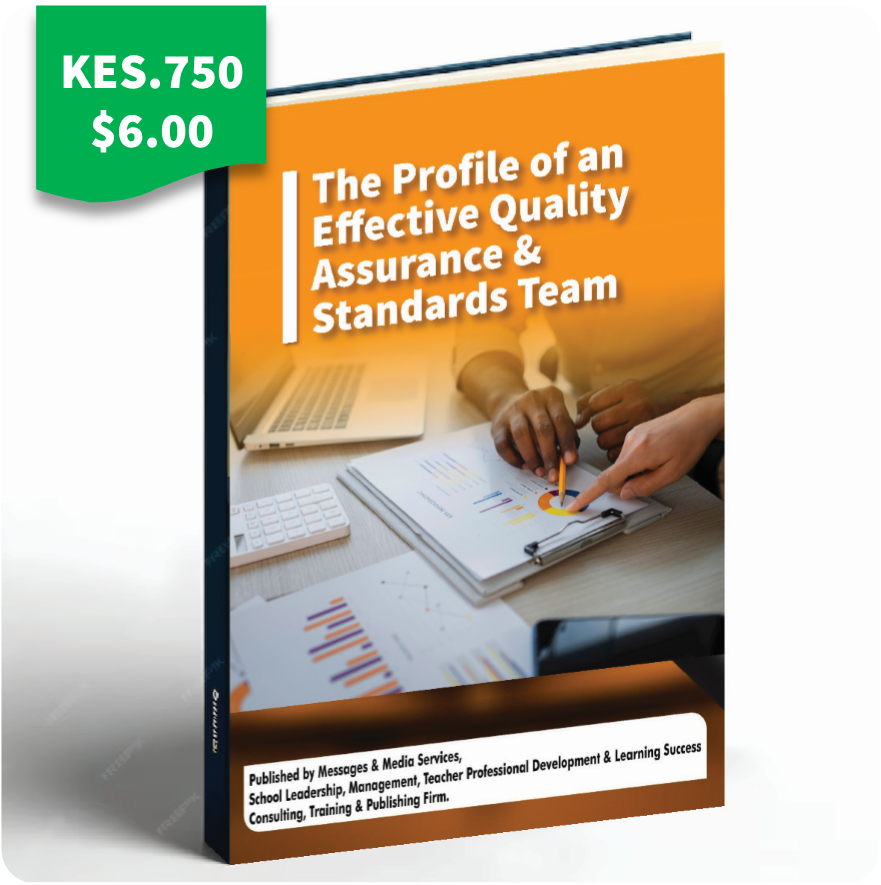 KES.750
$6.00
The Profile of an
Effective Quality
Assurance &
Standards Team
Published by Messages & Media Services,
School Leadership, Management, Teacher Professional Development & Learning Success
Consulting, Training & Publishing Firm.